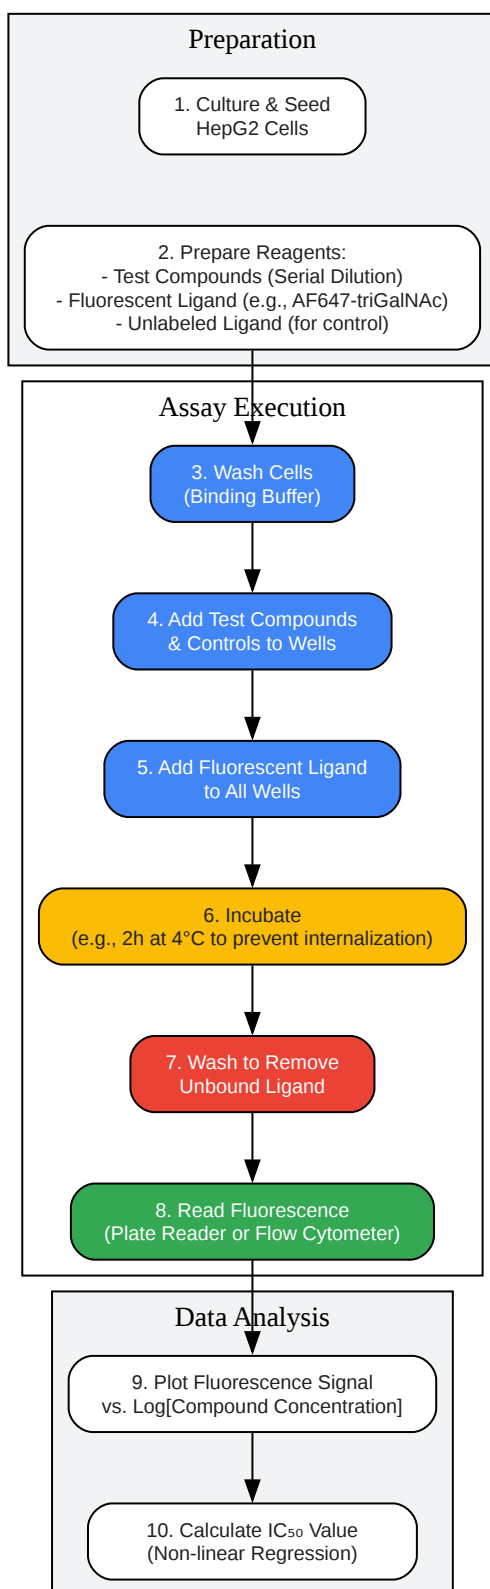 Preparation
1. Culture & Seed
HepG2 Cells
2. Prepare Reagents:
- Test Compounds (Serial Dilution)
- Fluorescent Ligand (e.g., AF647-triGalNAc)
- Unlabeled Ligand (for control)
Assay Execution
3. Wash Cells
(Binding Buffer)
4. Add Test Compounds
& Controls to Wells
5. Add Fluorescent Ligand
to All Wells
6. Incubate
(e.g., 2h at 4°C to prevent internalization)
7. Wash to Remove
Unbound Ligand
8. Read Fluorescence
(Plate Reader or Flow Cytometer)
Data Analysis
9. Plot Fluorescence Signal
vs. Log[Compound Concentration]
10. Calculate IC₅₀ Value
(Non-linear Regression)